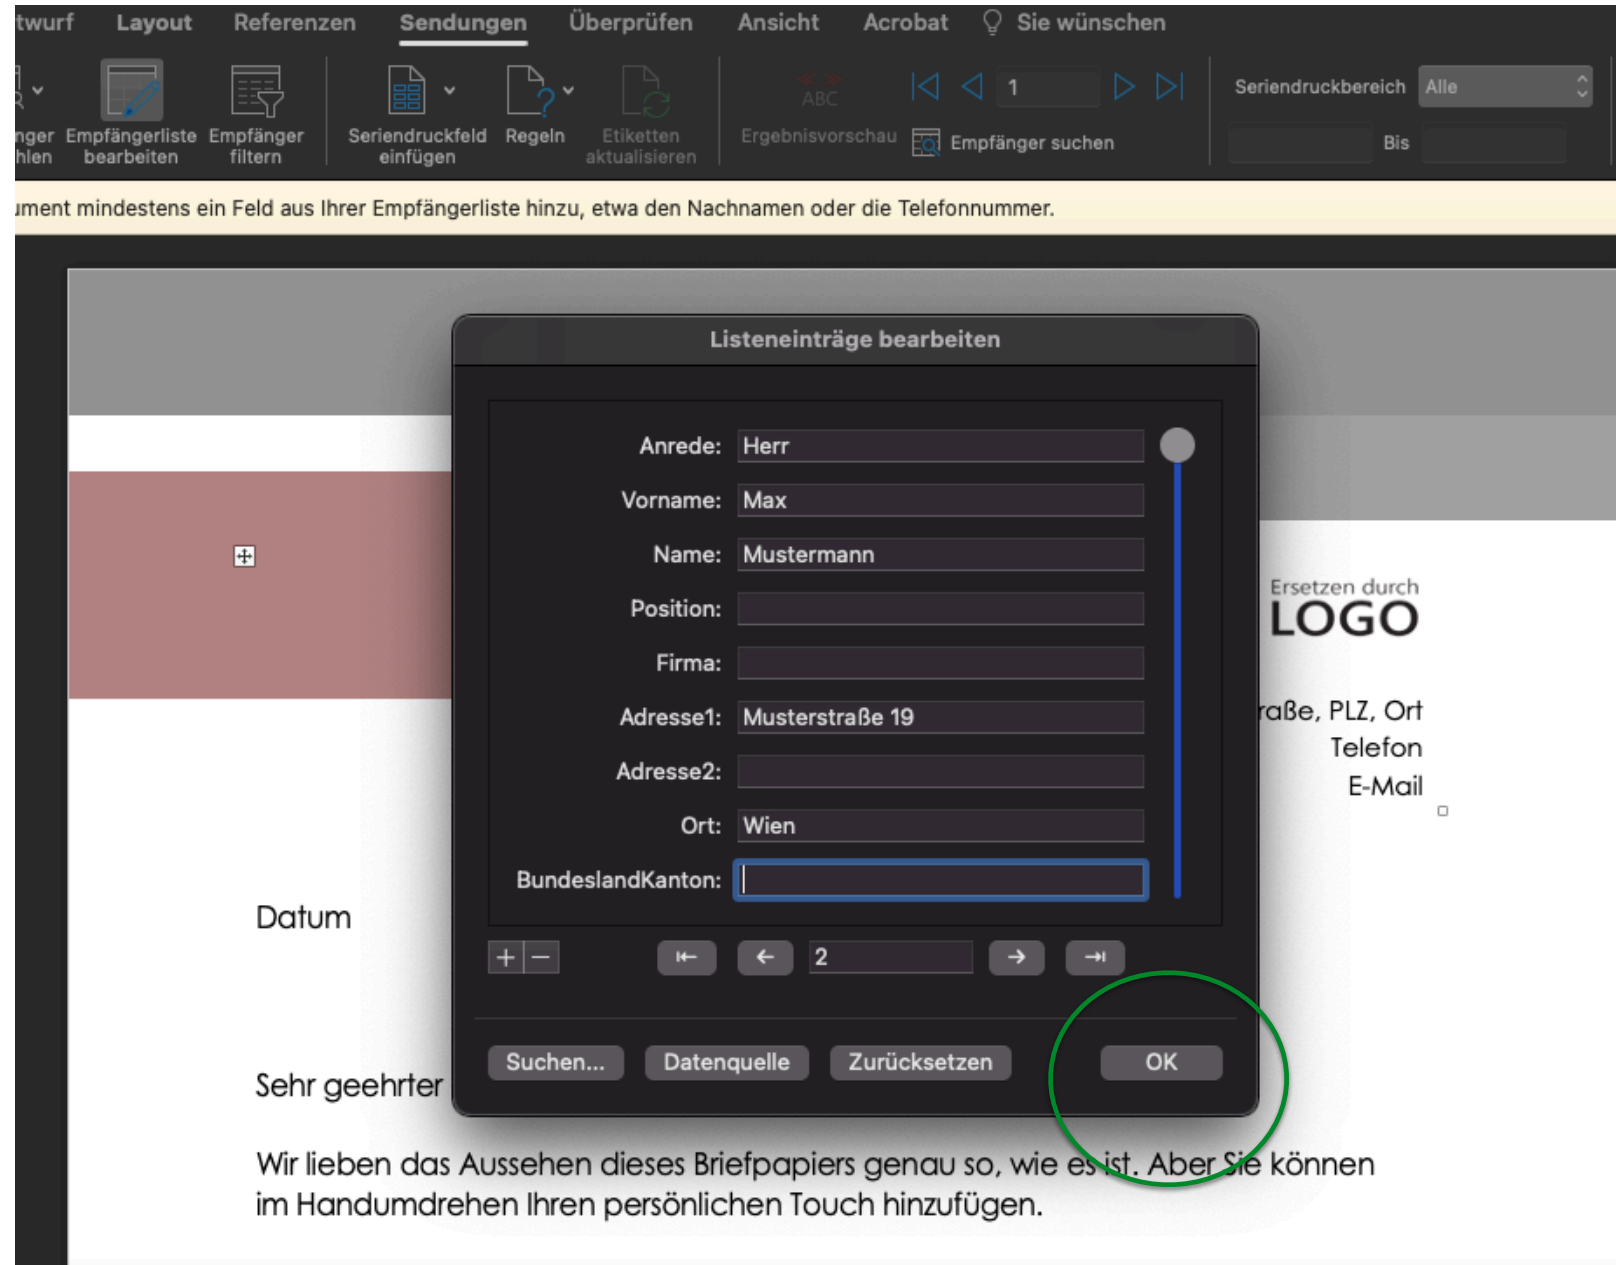 twurf Layout Referenzen Sendungen Überprüfen Ansicht Acrobat Sie wünschen
nger Empfängerliste Empfänger Seriendruckfeld Regeln Etiketten Ergebnisvorschau
hlen bearbeiten filtern einfügen aktualisieren
ABC
1
Empfänger suchen
Seriendruckbereich Alle
Bis
ument mindestens ein Feld aus Ihrer Empfängerliste hinzu, etwa den Nachnamen oder die Telefonnummer.
Listeneinträge bearbeiten
Anrede: Herr
Vorname: Max
Name: Mustermann
Position:
Firma:
Adresse1: Musterstraße 19
Adresse2:
Ort: Wien
BundeslandKanton:
2
Suchen... Datenquelle Zurücksetzen OK
Ersetzen durch
LOGO
raße, PLZ, Ort
Telefon
E-Mail
Datum
Sehr geehrter
Wir lieben das Aussehen dieses Briefpapiers genau so, wie es ist. Aber Sie können
im Handumdrehen Ihren persönlichen Touch hinzufügen.